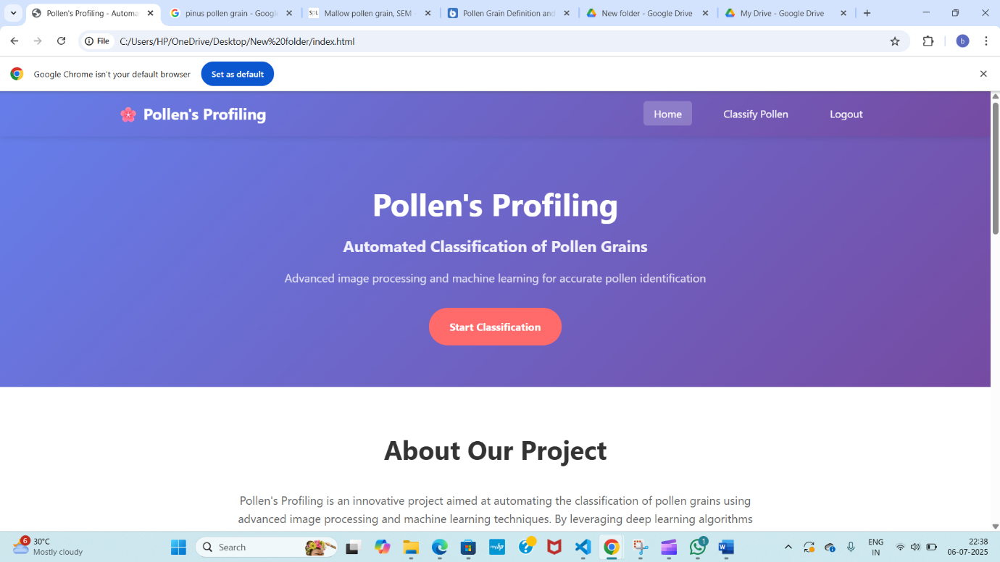 Pollen's Profiling - Automa
pinus pollen grain - Google
SOL
Mallow pollen grain, SEM -
Pollen Grain Definition and
New folder - Google Drive
My Drive - Google Drive
File
C:/Users/HP/OneDrive/Desktop/New%20folder/index.html
b
Google Chrome isn't your default browser
Set as default
Pollen's Profiling
Home
Classify Pollen
Logout
Pollen's Profiling
Automated Classification of Pollen Grains
Advanced image processing and machine learning for accurate pollen identification
Start Classification
About Our Project
Pollen's Profiling is an innovative project aimed at automating the classification of pollen grains using
advanced image processing and machine learning techniques. By leveraging deep learning algorithms
6
30°C
Mostly cloudy
Search
myhp
1
ENG
IN
22:38
06-07-2025